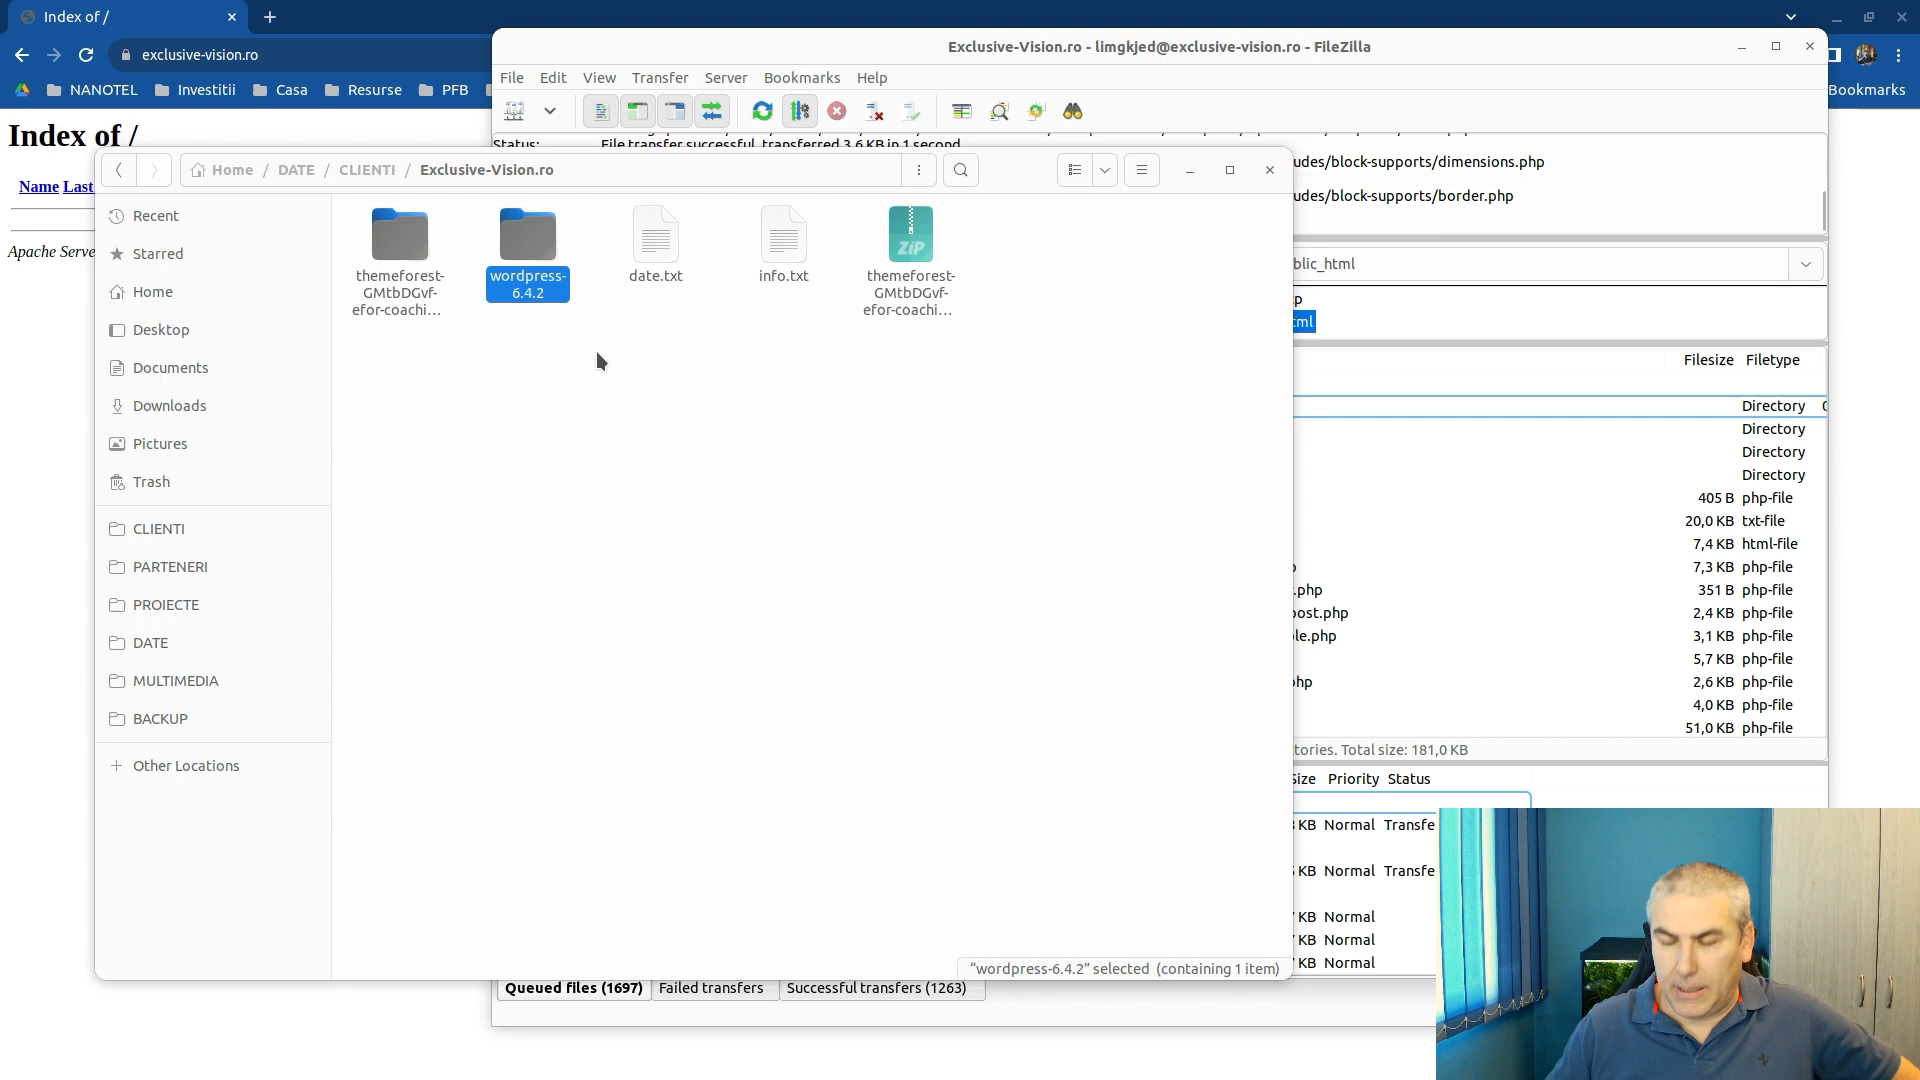 Index of /
exclusive-vision.ro
NANOTEL Investitii Casa Resurse PFB
Bookmarks
Index of /
Name Last
Apache Serve
Exclusive-Vision.ro - limgkjed@exclusive-vision.ro - FileZilla
File Edit View Transfer Server Bookmarks Help
Status: File transfer successful, transferred 3,6 KB in 1 second
udes/block-supports/dimensions.php
udes/block-supports/border.php
blic_html
tml
Filesize Filetype
Directory
Directory
Directory
Directory
405 B php-file
20,0 KB txt-file
7,4 KB html-file
7,3 KB php-file
.php 351 B php-file
post.php 2,4 KB php-file
le.php 3,1 KB php-file
5,7 KB php-file
hp 2,6 KB php-file
4,0 KB php-file
51,0 KB php-file
tories. Total size: 181,0 KB
Size Priority Status
KB Normal Transfe
KB Normal Transfe
KB Normal
KB Normal
KB Normal
Queued files (1697) Failed transfers Successful transfers (1263)
Home / DATE / CLIENTI / Exclusive-Vision.ro
Recent
Starred
Home
Desktop
Documents
Downloads
Pictures
Trash
CLIENTI
PARTENERI
PROIECTE
DATE
MULTIMEDIA
BACKUP
+ Other Locations
themeforest-
GMtbDGvf-
efor-coachi...
wordpress-
6.4.2
date.txt
info.txt
ZiP
themeforest-
GMtbDGvf-
efor-coachi...
"wordpress-6.4.2" selected (containing 1 item)